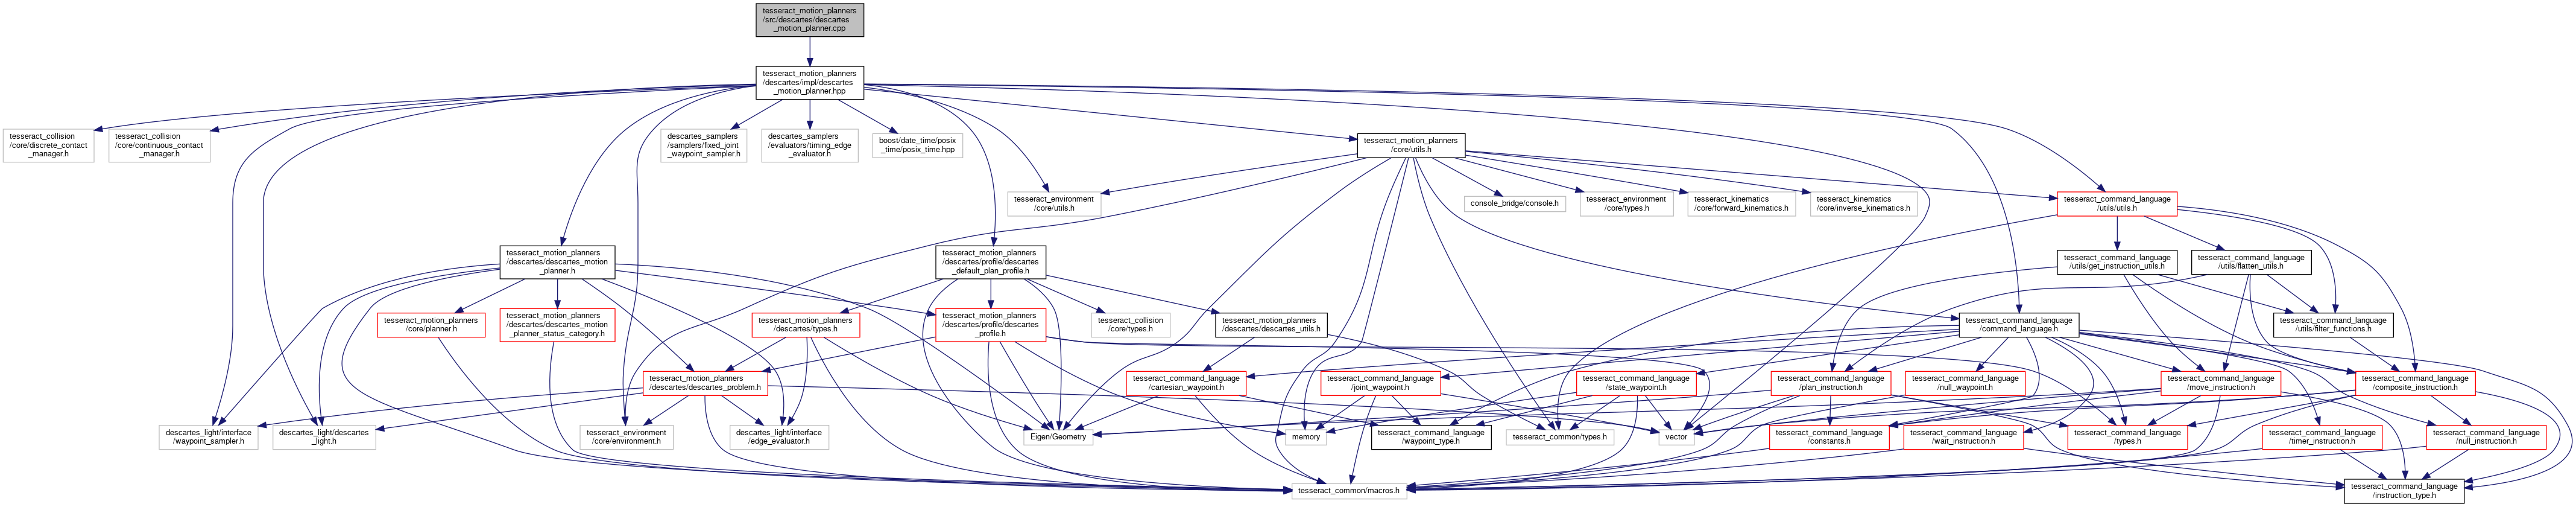 tesseract_motion_planners
/src/descartes/descartes
_motion_planner.cpp
tesseract_motion_planners
/descartes/impl/descartes
_motion_planner.hpp
tesseract_collision
/core/discrete_contact
_manager.h
tesseract_collision
/core/continuous_contact
_manager.h
descartes_samplers
/samplers/fixed_joint
_waypoint_sampler.h
descartes_samplers
/evaluators/timing_edge
_evaluator.h
boost/date_time/posix
_time/posix_time.hpp
tesseract_motion_planners
/core/utils.h
tesseract_environment
/core/utils.h
console_bridge/console.h
tesseract_environment
/core/types.h
tesseract_kinematics
/core/forward_kinematics.h
tesseract_kinematics
/core/inverse_kinematics.h
tesseract_command_language
/utils/utils.h
tesseract_motion_planners
/descartes/descartes_motion
_planner.h
tesseract_motion_planners
/descartes/profile/descartes
_default_plan_profile.h
tesseract_command_language
/utils/get_instruction_utils.h
tesseract_command_language
/utils/flatten_utils.h
tesseract_motion_planners
/core/planner.h
tesseract_motion_planners
/descartes/descartes_motion
_planner_status_category.h
tesseract_motion_planners
/descartes/types.h
tesseract_motion_planners
/descartes/profile/descartes
_profile.h
tesseract_collision
/core/types.h
tesseract_motion_planners
/descartes/descartes_utils.h
tesseract_command_language
/command_language.h
tesseract_command_language
/utils/filter_functions.h
tesseract_motion_planners
/descartes/descartes_problem.h
tesseract_command_language
/cartesian_waypoint.h
tesseract_command_language
/joint_waypoint.h
tesseract_command_language
/state_waypoint.h
tesseract_command_language
/plan_instruction.h
tesseract_command_language
/null_waypoint.h
tesseract_command_language
/move_instruction.h
tesseract_command_language
/composite_instruction.h
descartes_light/interface
/waypoint_sampler.h
descartes_light/descartes
_light.h
tesseract_environment
/core/environment.h
descartes_light/interface
/edge_evaluator.h
Eigen/Geometry
memory
tesseract_command_language
/waypoint_type.h
tesseract_common/types.h
vector
tesseract_command_language
/constants.h
tesseract_command_language
/wait_instruction.h
tesseract_command_language
/types.h
tesseract_command_language
/timer_instruction.h
tesseract_command_language
/null_instruction.h
tesseract_common/macros.h
tesseract_command_language
/instruction_type.h